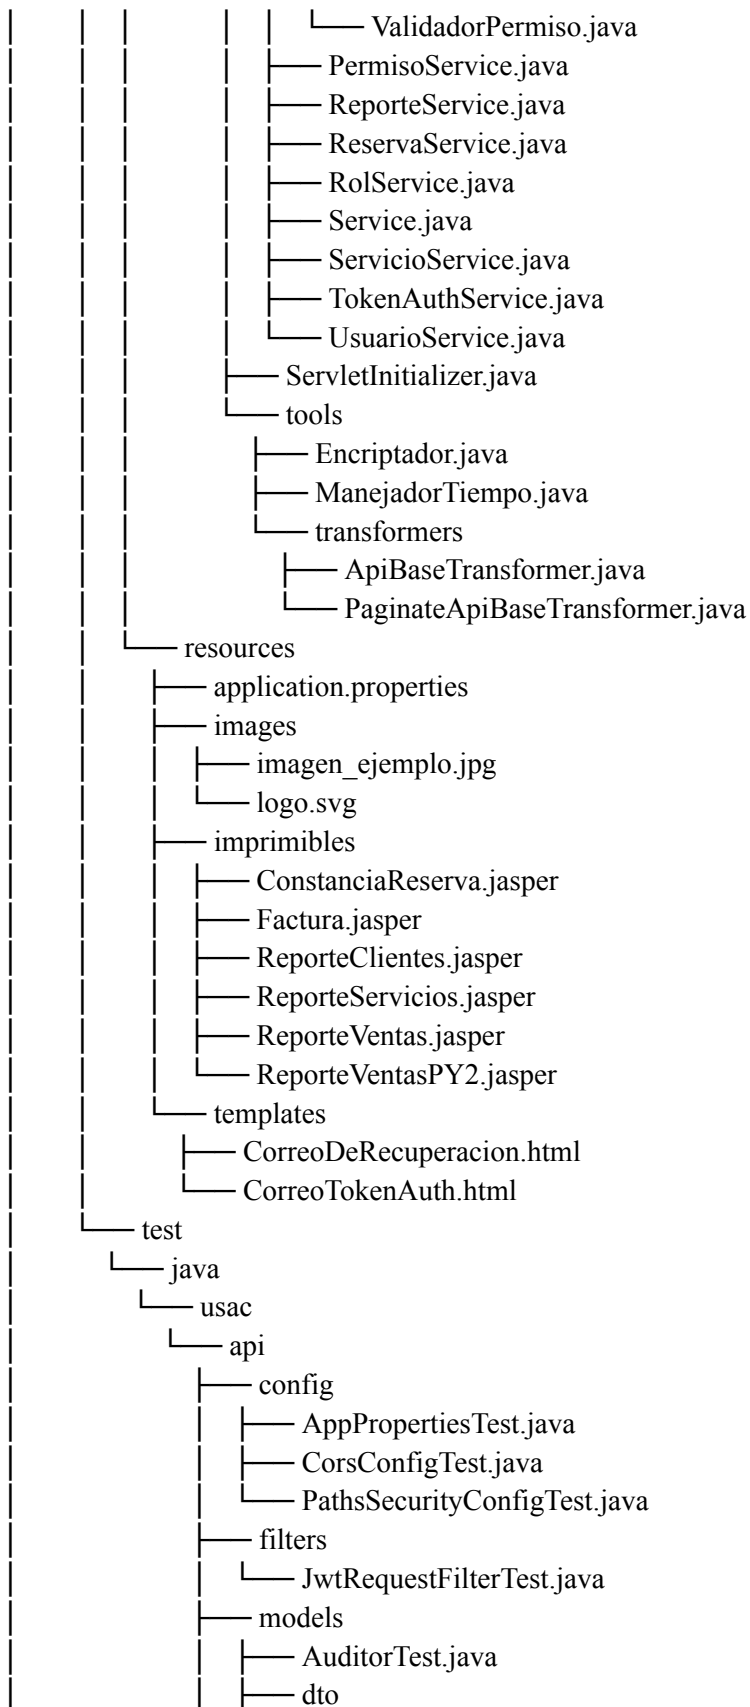 │ │ │ │ │ └── ValidadorPermiso.java
│ │ │ │ ├── PermisoService.java
│ │ │ │ ├── ReporteService.java
│ │ │ │ ├── ReservaService.java
│ │ │ │ ├── RolService.java
│ │ │ │ ├── Service.java
│ │ │ │ ├── ServicioService.java
│ │ │ │ ├── TokenAuthService.java
│ │ │ │ └── UsuarioService.java
│ │ │ ├── ServletInitializer.java
│ │ │ └── tools
│ │ │ ├── Encriptador.java
│ │ │ ├── ManejadorTiempo.java
│ │ │ └── transformers
│ │ │ ├── ApiBaseTransformer.java
│ │ │ └── PaginateApiBaseTransformer.java
│ │ └── resources
│ │ ├── application.properties
│ │ ├── images
│ │ │ ├── imagen_ejemplo.jpg
│ │ │ └── logo.svg
│ │ ├── imprimibles
│ │ │ ├── ConstanciaReserva.jasper
│ │ │ ├── Factura.jasper
│ │ │ ├── ReporteClientes.jasper
│ │ │ ├── ReporteServicios.jasper
│ │ │ ├── ReporteVentas.jasper
│ │ │ └── ReporteVentasPY2.jasper
│ │ └── templates
│ │ ├── CorreoDeRecuperacion.html
│ │ └── CorreoTokenAuth.html
│ └── test
│ └── java
│ └── usac
│ └── api
│ ├── config
│ │ ├── AppPropertiesTest.java
│ │ ├── CorsConfigTest.java
│ │ └── PathsSecurityConfigTest.java
│ ├── filters
│ │ └── JwtRequestFilterTest.java
│ ├── models
│ │ ├── AuditorTest.java
│ │ ├── dto